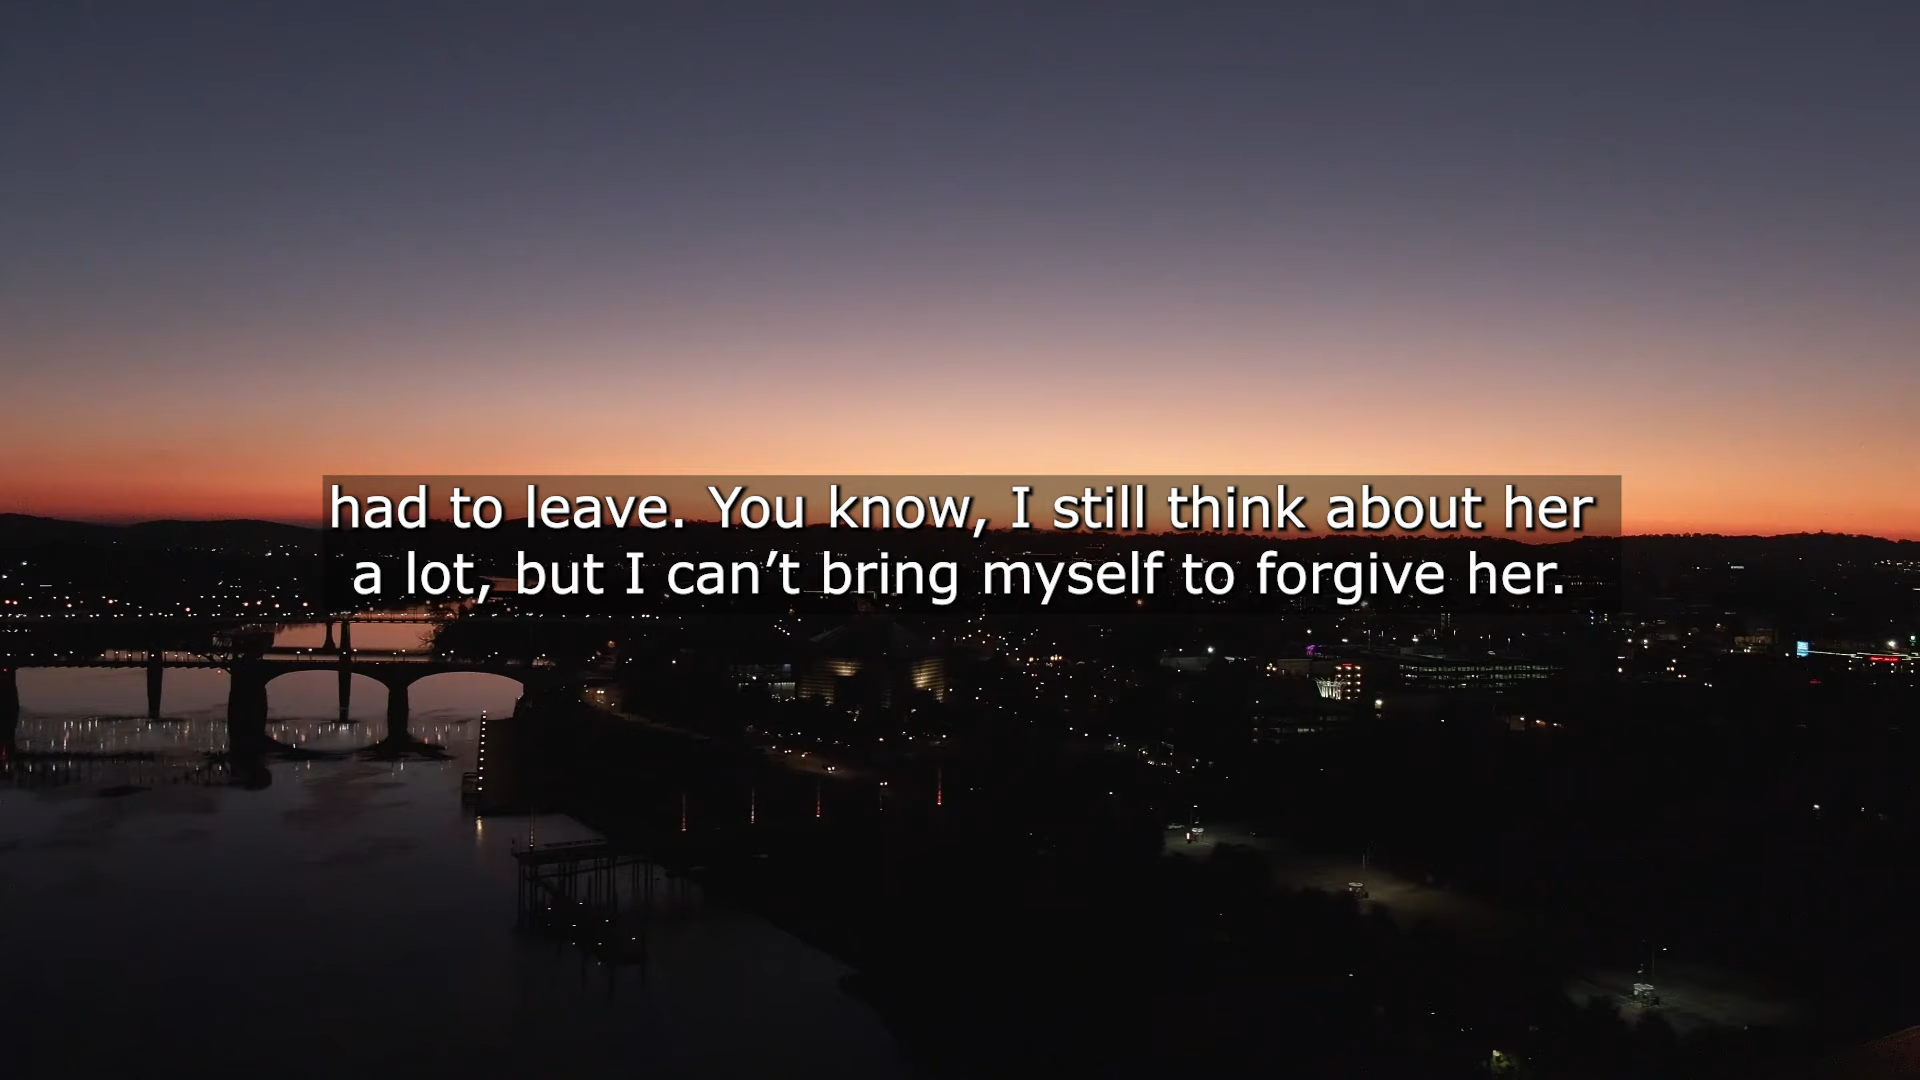 had to leave. You know, I still think about her
a lot, but I can’t bring myself to forgive her.